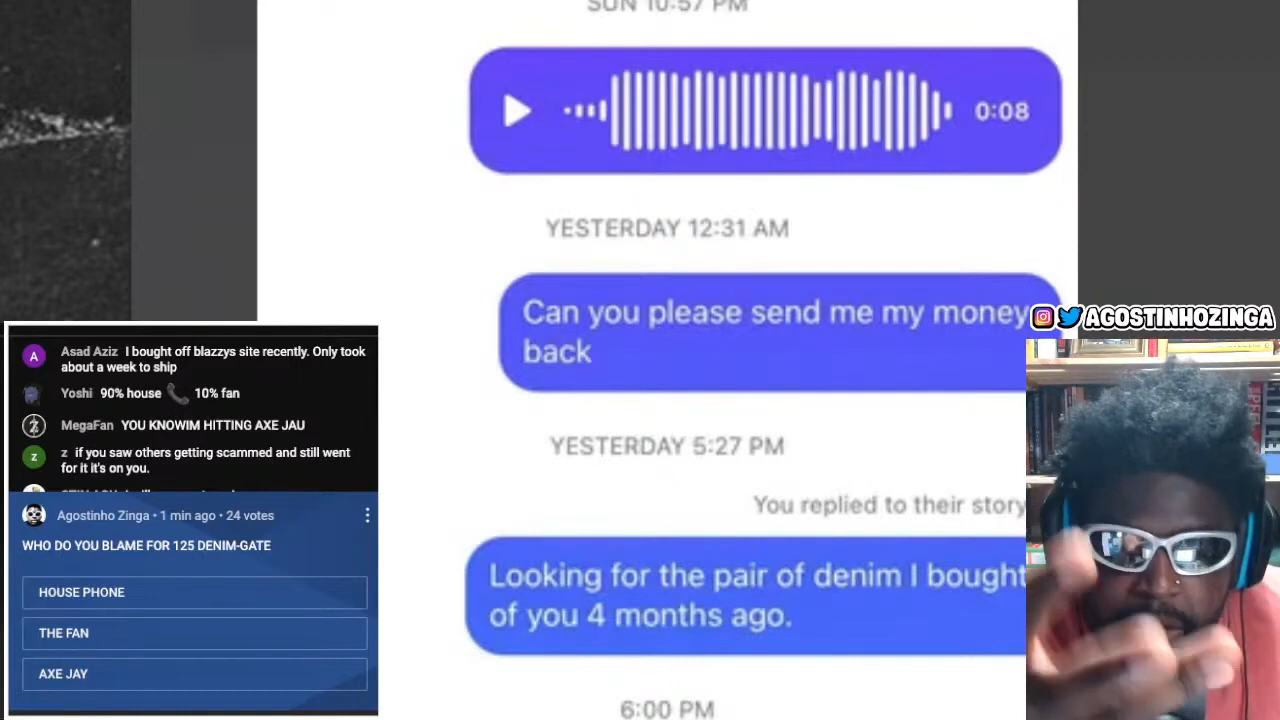 SUN 10:57 PM
0:08
YESTERDAY 12:31 AM
Can you please send me my money
back
YESTERDAY 5:27 PM
You replied to their story
Looking for the pair of denim I bought
of you 4 months ago.
6:00 PM
AGOSTINHOZINGA
A
Asad Aziz I bought off blazzys site recently. Only took
about a week to ship
Yoshi 90% house 📞 10% fan
MegaFan YOU KNOWIM HITTING AXE JAU
z
z if you saw others getting scammed and still went
for it it's on you.
Agostinho Zinga • 1 min ago • 24 votes
WHO DO YOU BLAME FOR 125 DENIM-GATE
HOUSE PHONE
THE FAN
AXE JAY